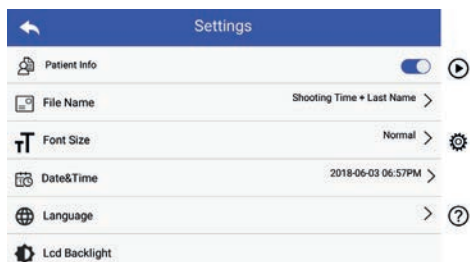 Settings
Patient Info
File Name Shooting Time + Last Name
Font Size Normal
Date&Time 2018-06-03 06:57PM
Language
Lcd Backlight